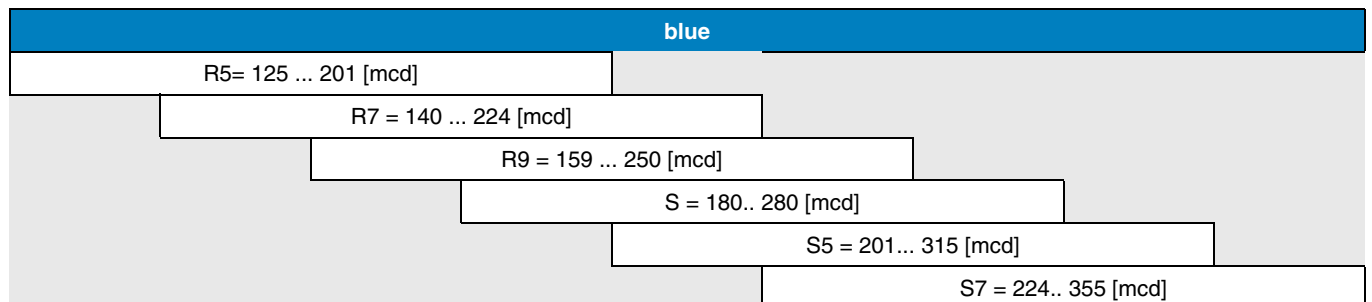 blue
R5= 125 ... 201 [mcd]
R7 = 140 ... 224 [mcd]
R9 = 159 ... 250 [mcd]
S = 180.. 280 [mcd]
S5 = 201... 315 [mcd]
S7 = 224.. 355 [mcd]